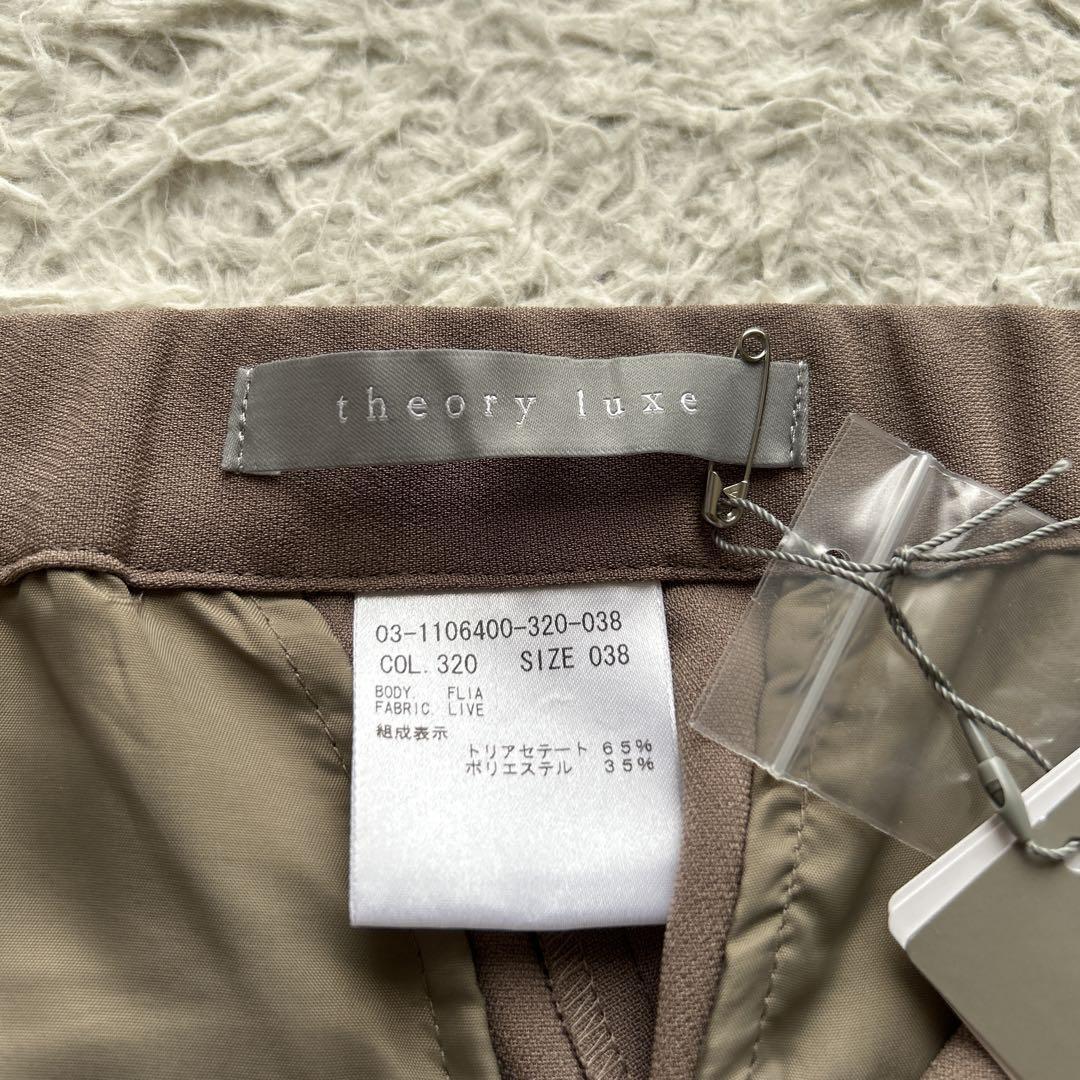 theory luxe
03-1106400-320-038
COL. 320 SIZE 038
BODY. FLIA
FABRIC. LIVE
組成表示
トリアセテート 65%
ポリエステル 35%